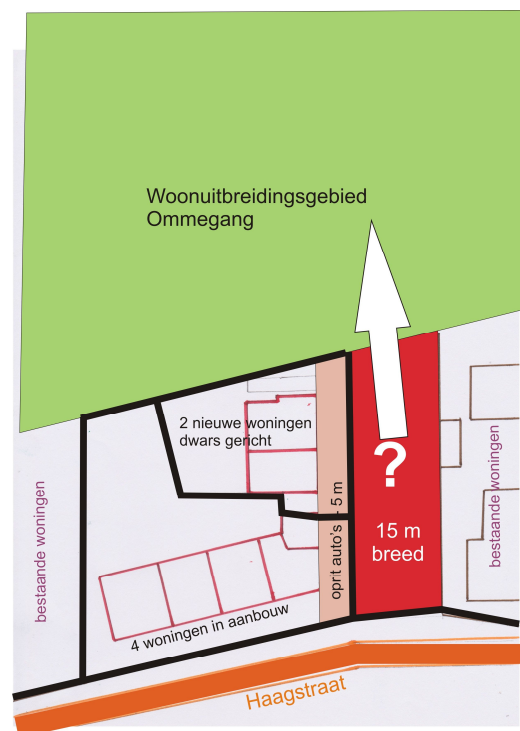 Woonuitbreidingsgebied
Ommegang
2 nieuwe woningen
dwars gericht
?
15 m
breed
oprit auto's - 5 m
bestaande woningen
bestaande woningen
4 woningen in aanbouw
Haagstraat